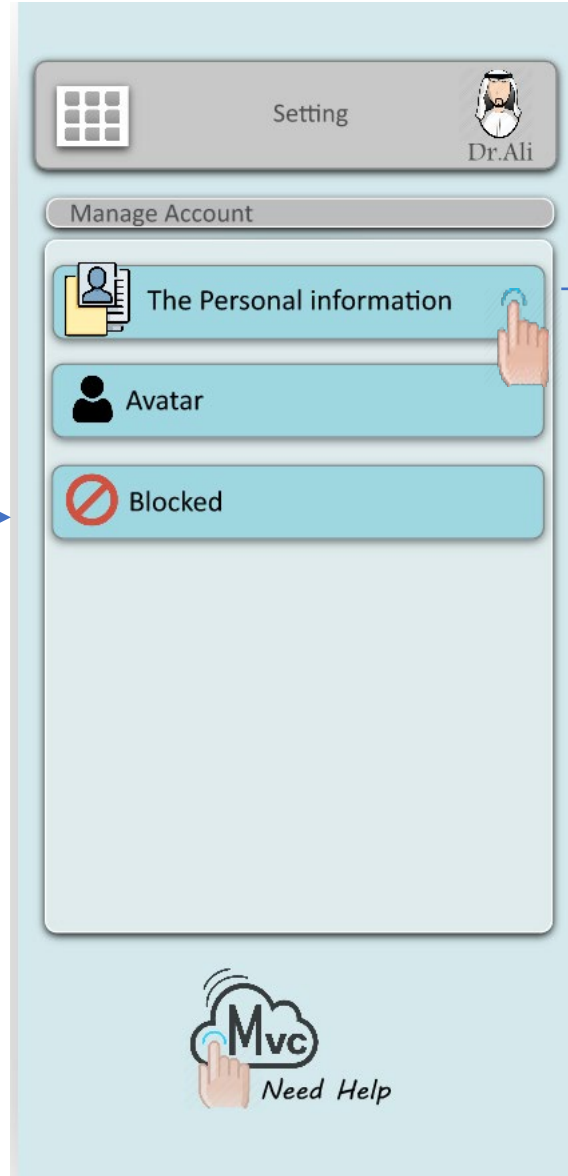 Setting
Dr.Ali
Manage Account
The Personal information
Avatar
Blocked
Mvc
Need Help